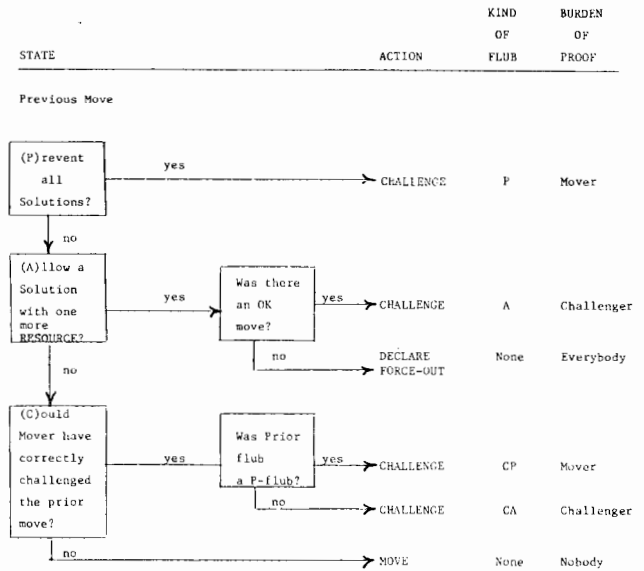 KIND BURDEN
OF OF
STATE ACTION FLUB PROOF
Previous Move
(P)revent
all
Solutions?
yes
CHALLENGE P Mover
no
(A)llow a
Solution
with one
more
RESOURCE?
yes
Was there
an OK
move?
yes
CHALLENGE A Challenger
no
DECLARE
FORCE-OUT
None Everybody
no
(C)ould
Mover have
correctly
challenged
the prior
move?
yes
Was Prior
flub
a P-flub?
yes
CHALLENGE CP Mover
no
CHALLENGE CA Challenger
no
MOVE None Nobody